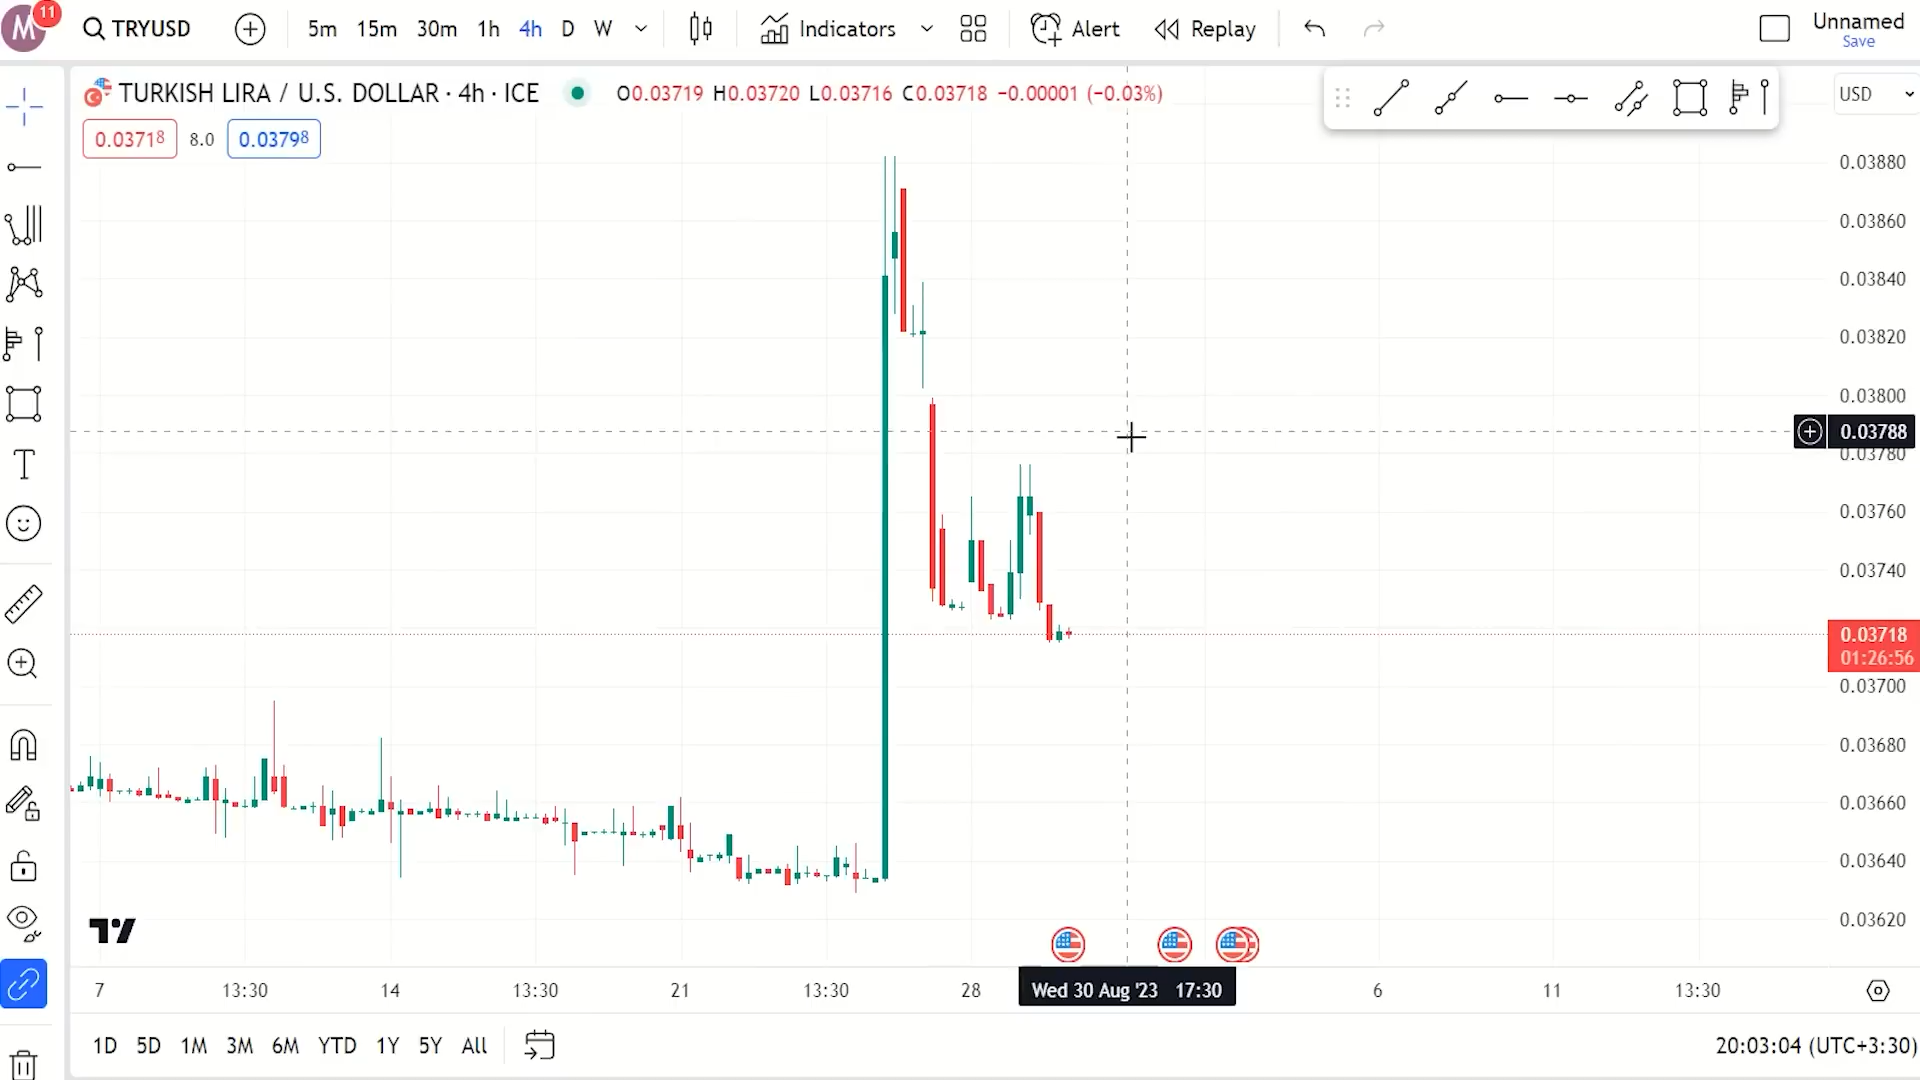 M 11 TRYUSD 5m 15m 30m 1h 4h D W Indicators Alert Replay Unnamed
Save
TURKISH LIRA / U.S. DOLLAR · 4h · ICE O0.03719 H0.03720 L0.03716 C0.03718 −0.00001 (−0.03%) USD
0.03718 8.0 0.03798
0.03880
0.03860
0.03840
0.03820
0.03800
0.03788
0.03780
0.03760
0.03740
0.03718
01:26:56
0.03700
0.03680
0.03660
0.03640
0.03620
7 13:30 14 13:30 21 13:30 28 Wed 30 Aug '23 17:30 6 11 13:30
1D 5D 1M 3M 6M YTD 1Y 5Y All 20:03:04 (UTC+3:30)